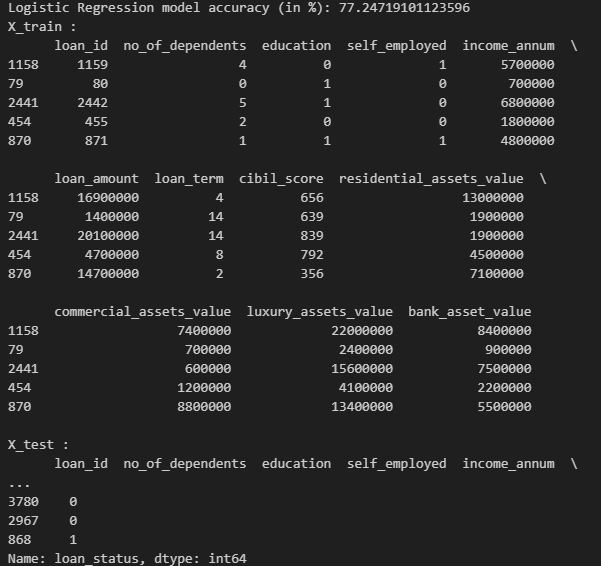 Logistic Regression model accuracy (in %): 77.24719101123596
X_train :
      loan_id  no_of_dependents  education  self_employed  income_annum  \
1158     1159                 4          0              1       5700000
79         80                 0          1              0        700000
2441     2442                 5          1              0       6800000
454       455                 2          0              0       1800000
870       871                 1          1              1       4800000

      loan_amount  loan_term  cibil_score  residential_assets_value  \
1158     16900000          4          656                  13000000
79        1400000         14          639                   1900000
2441     20100000         14          839                   1900000
454       4700000          8          792                   4500000
870      14700000          2          356                   7100000

      commercial_assets_value  luxury_assets_value  bank_asset_value
1158                  7400000             22000000           8400000
79                     700000              2400000            900000
2441                   600000             15600000           7500000
454                   1200000              4100000           2200000
870                   8800000             13400000           5500000

X_test :
      loan_id  no_of_dependents  education  self_employed  income_annum  \
...
3780    0
2967    0
868     1
Name: loan_status, dtype: int64